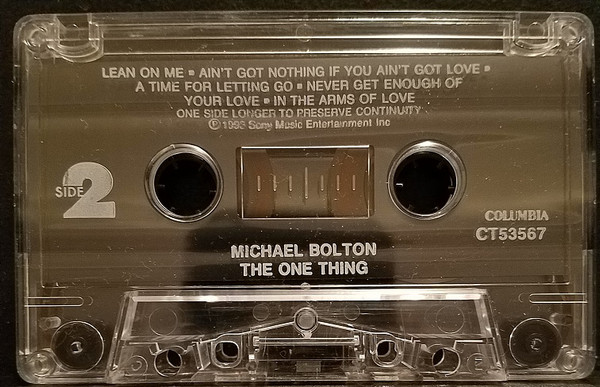 LEAN ON ME ▪ AIN'T GOT NOTHING IF YOU AIN'T GOT LOVE ▪
A TIME FOR LETTING GO ▪ NEVER GET ENOUGH OF
YOUR LOVE ▪ IN THE ARMS OF LOVE
ONE SIDE LONGER TO PRESERVE CONTINUITY
℗ 1993 Sony Music Entertainment Inc
SIDE 2
COLUMBIA
CT53567
MICHAEL BOLTON
THE ONE THING